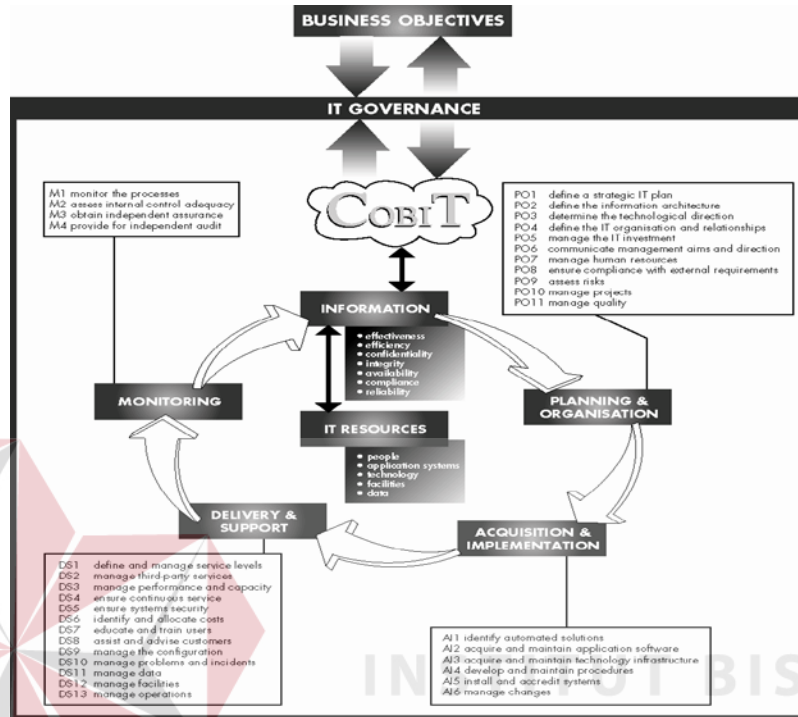 BUSINESS OBJECTIVES
IT GOVERNANCE
COBIT
M1 monitor the processes
M2 assess internal control adequacy
M3 obtain independent assurance
M4 provide for independent audit
PO1 define a strategic IT plan
PO2 define the information architecture
PO3 determine the technological direction
PO4 define the IT organisation and relationships
PO5 manage the IT investment
PO6 communicate management aims and direction
PO7 manage human resources
PO8 ensure compliance with external requirements
PO9 assess risks
PO10 manage projects
PO11 manage quality
INFORMATION
• effectiveness
• efficiency
• confidentiality
• integrity
• availability
• compliance
• reliability
MONITORING
PLANNING &
ORGANISATION
IT RESOURCES
• people
• application systems
• technology
• facilities
• data
DELIVERY &
SUPPORT
ACQUISITION &
IMPLEMENTATION
DS1 define and manage service levels
DS2 manage third-party services
DS3 manage performance and capacity
DS4 ensure continuous service
DS5 ensure systems security
DS6 identify and allocate costs
DS7 educate and train users
DS8 assist and advise customers
DS9 manage the configuration
DS10 manage problems and incidents
DS11 manage data
DS12 manage facilities
DS13 manage operations
AI1 identify automated solutions
AI2 acquire and maintain application software
AI3 acquire and maintain technology infrastructure
AI4 develop and maintain procedures
AI5 install and accredit systems
AI6 manage changes